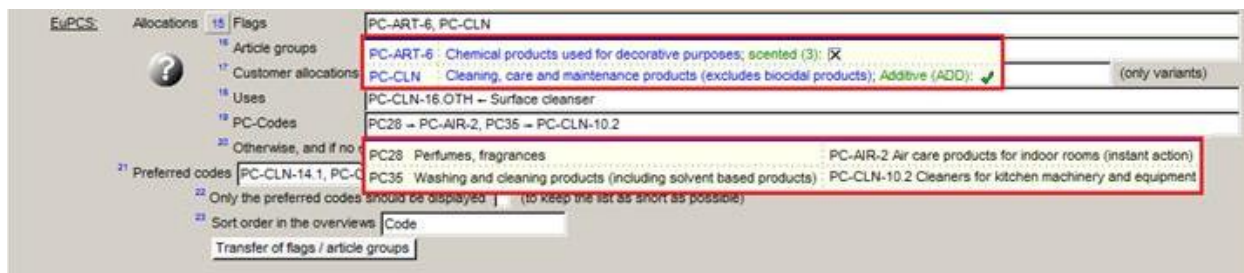 EuPCS: Allocations 15 Flags PC-ART-6, PC-CLN
16 Article groups
PC-ART-6 Chemical products used for decorative purposes; scented (3):
17 Customer allocations PC-CLN Cleaning, care and maintenance products (excludes biocidal products); Additive (ADD): (only variants)
18 Uses PC-CLN-16.OTH – Surface cleanser
19 PC-Codes PC28 – PC-AIR-2, PC35 – PC-CLN-10.2
20 Otherwise, and if no
PC28 Perfumes, fragrances PC-AIR-2 Air care products for indoor rooms (instant action)
21 Preferred codes PC-CLN-14.1, PC-C
PC35 Washing and cleaning products (including solvent based products) PC-CLN-10.2 Cleaners for kitchen machinery and equipment
22 Only the preferred codes should be displayed (to keep the list as short as possible)
23 Sort order in the overviews Code
Transfer of flags / article groups